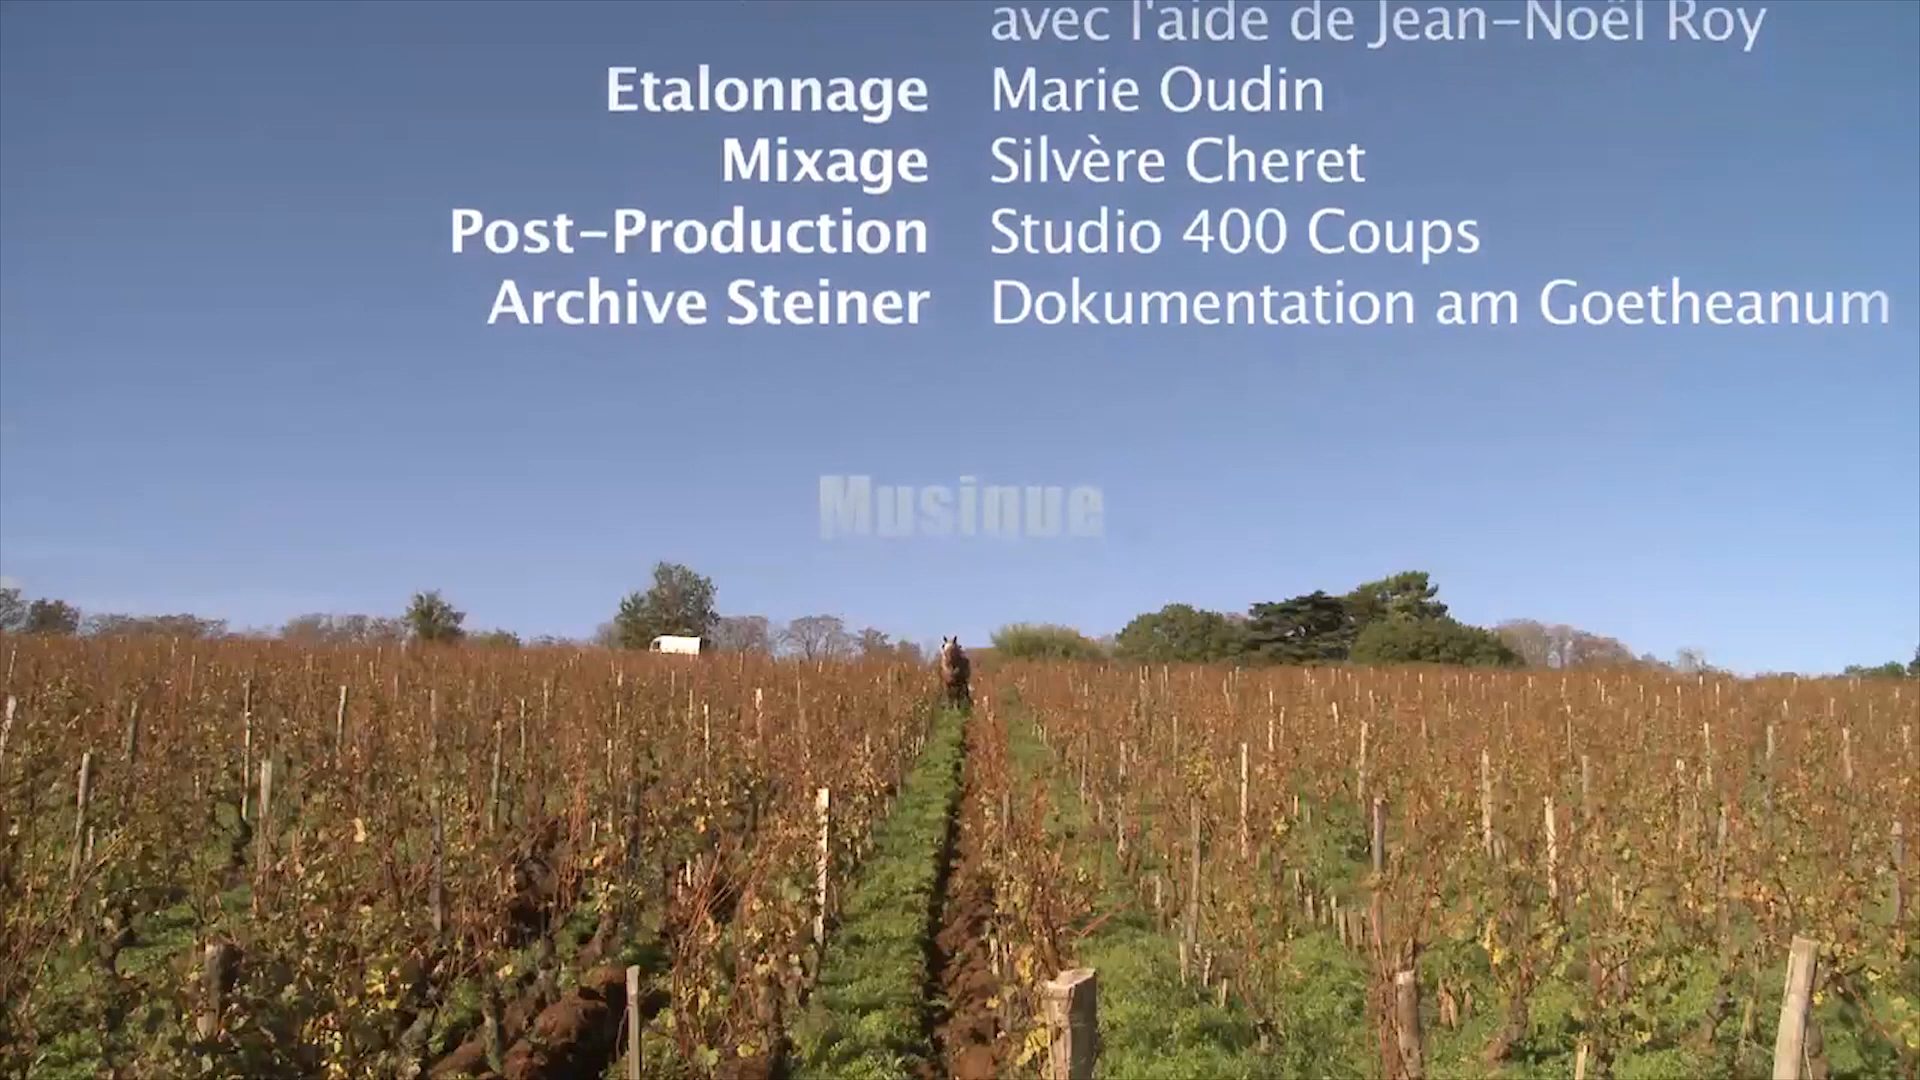 avec l'aide de Jean-Noël Roy
Etalonnage Marie Oudin
Mixage Silvère Cheret
Post-Production Studio 400 Coups
Archive Steiner Dokumentation am Goetheanum
Musique